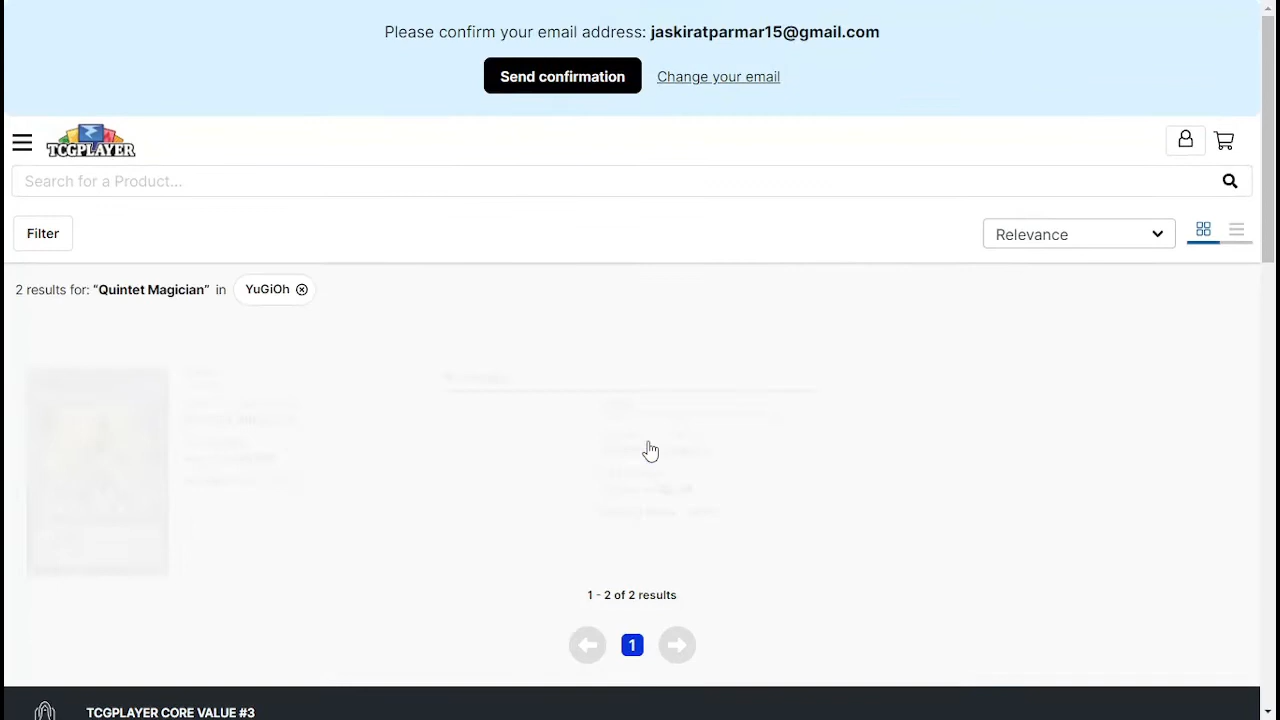 Please confirm your email address: jaskiratparmar15@gmail.com
Send confirmation Change your email
TCGPLAYER
Search for a Product...
Filter
Relevance
2 results for: “Quintet Magician” in YuGiOh
1 - 2 of 2 results
1
TCGPLAYER CORE VALUE #3